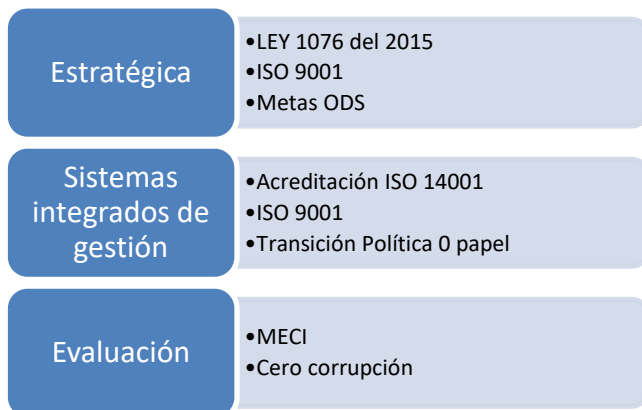 Estratégica
•LEY 1076 del 2015
•ISO 9001
•Metas ODS
Sistemas
integrados de
gestión
•Acreditación ISO 14001
•ISO 9001
•Transición Política 0 papel
Evaluación
•MECI
•Cero corrupción